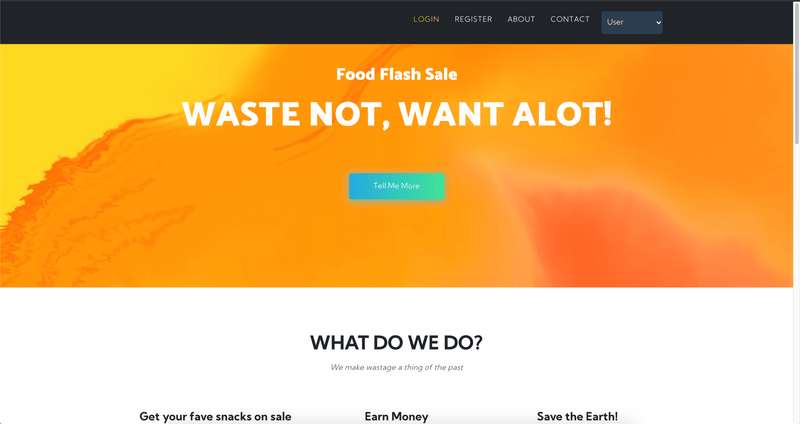 LOGIN REGISTER ABOUT CONTACT User
Food Flash Sale
WASTE NOT, WANT ALOT!
Tell Me More
WHAT DO WE DO?
We make wastage a thing of the past
Get your fave snacks on sale Earn Money Save the Earth!